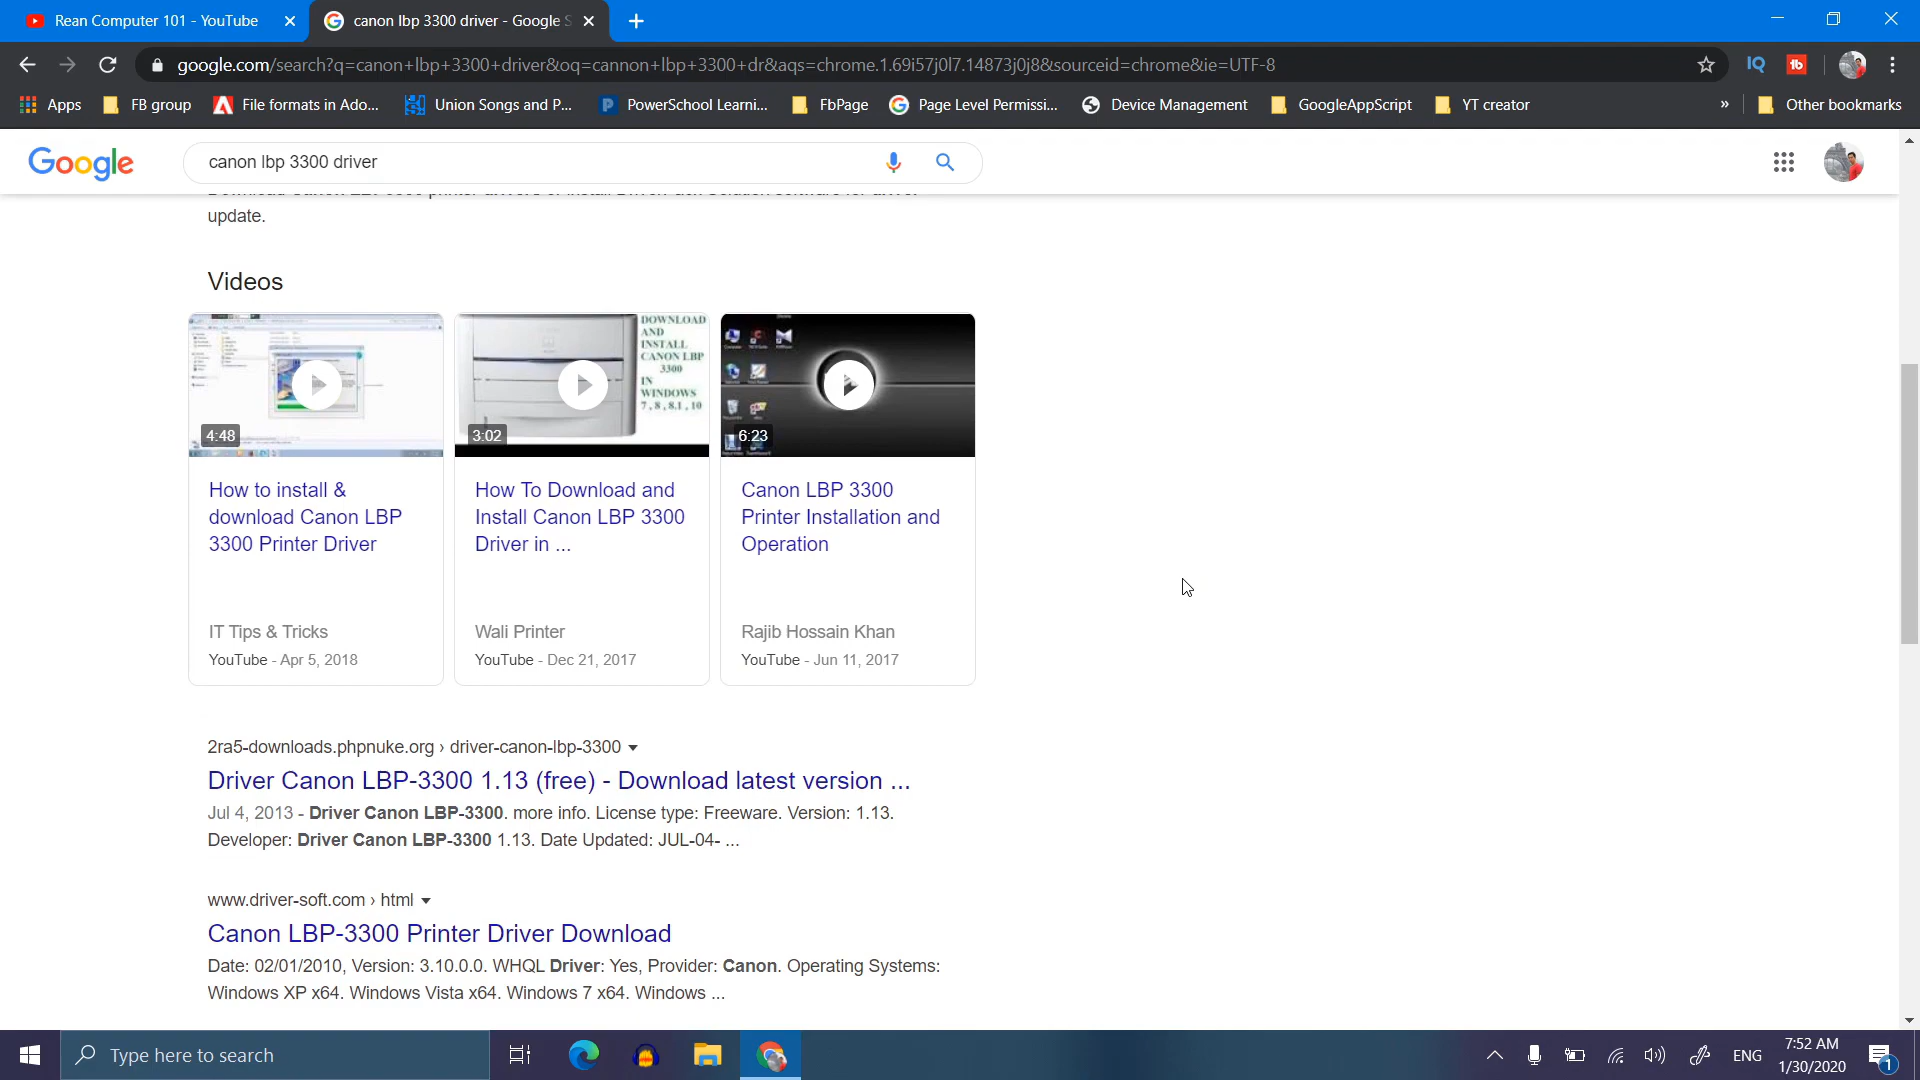 Rean Computer 101 - YouTube
canon lbp 3300 driver - Google S
google.com/search?q=canon+lbp+3300+driver&oq=cannon+lbp+3300+dr&aqs=chrome.1.69i57j0l7.14873j0j8&sourceid=chrome&ie=UTF-8
IQ
tb
Apps
FB group
File formats in Ado...
Union Songs and P...
PowerSchool Learni...
FbPage
Page Level Permissi...
Device Management
GoogleAppScript
YT creator
»
Other bookmarks
Google
canon lbp 3300 driver
update.
Videos
4:48
How to install &
download Canon LBP
3300 Printer Driver
IT Tips & Tricks
YouTube - Apr 5, 2018
DOWNLOAD
AND
INSTALL
CANON LBP
3300
IN
WINDOWS
7 , 8 , 8.1 , 10
3:02
How To Download and
Install Canon LBP 3300
Driver in ...
Wali Printer
YouTube - Dec 21, 2017
6:23
Canon LBP 3300
Printer Installation and
Operation
Rajib Hossain Khan
YouTube - Jun 11, 2017
2ra5-downloads.phpnuke.org › driver-canon-lbp-3300
Driver Canon LBP-3300 1.13 (free) - Download latest version ...
Jul 4, 2013 - Driver Canon LBP-3300. more info. License type: Freeware. Version: 1.13.
Developer: Driver Canon LBP-3300 1.13. Date Updated: JUL-04- ...
www.driver-soft.com › html
Canon LBP-3300 Printer Driver Download
Date: 02/01/2010, Version: 3.10.0.0. WHQL Driver: Yes, Provider: Canon. Operating Systems:
Windows XP x64. Windows Vista x64. Windows 7 x64. Windows ...
Type here to search
ENG
7:52 AM
1/30/2020
1